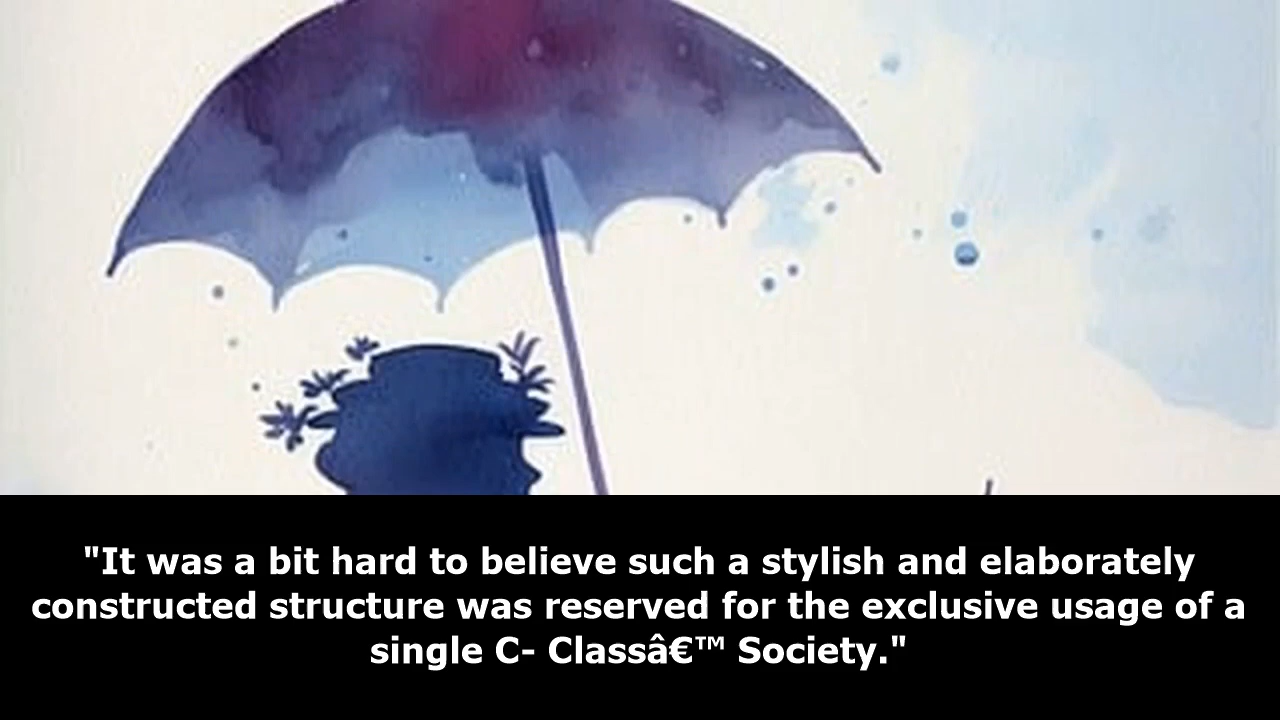 "It was a bit hard to believe such a stylish and elaborately
constructed structure was reserved for the exclusive usage of a
single C- Classâ€™ Society."